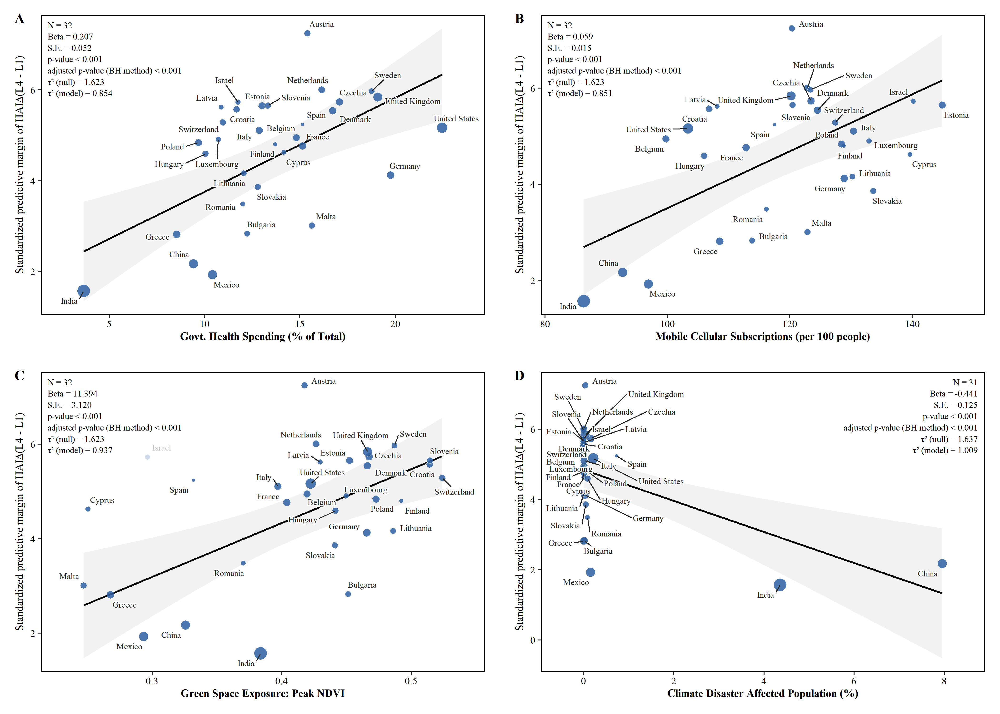 A
N = 32
Beta = 0.207
S.E. = 0.052
p-value < 0.001
adjusted p-value (BH method) < 0.001
τ² (null) = 1.623
τ² (model) = 0.854
Austria
Sweden
Israel
Netherlands
Latvia
Estonia
Slovenia
Czechia
United Kingdom
Spain
Croatia
Denmark
United States
Switzerland
Belgium
Italy
France
Poland
Finland
Hungary
Luxembourg
Cyprus
Germany
Lithuania
Slovakia
Romania
Malta
Bulgaria
Greece
China
Mexico
India
6
4
2
5
10
15
20
Standardized predictive margin of HAIΔ(L4 - L1)
Govt. Health Spending (% of Total)
B
N = 32
Beta = 0.059
S.E. = 0.015
p-value < 0.001
adjusted p-value (BH method) < 0.001
τ² (null) = 1.623
τ² (model) = 0.851
Austria
Netherlands
Sweden
Czechia
Israel
Denmark
Latvia
United Kingdom
Switzerland
Estonia
Slovenia
Croatia
United States
Spain
Italy
Poland
Luxembourg
Belgium
France
Finland
Hungary
Cyprus
Lithuania
Germany
Slovakia
Romania
Malta
Bulgaria
Greece
China
Mexico
India
6
4
2
80
100
120
140
Standardized predictive margin of HAIΔ(L4 - L1)
Mobile Cellular Subscriptions (per 100 people)
C
N = 32
Beta = 11.394
S.E. = 3.120
p-value < 0.001
adjusted p-value (BH method) < 0.001
τ² (null) = 1.623
τ² (model) = 0.937
Austria
Netherlands
United Kingdom
Sweden
Israel
Latvia
Estonia
Czechia
Slovenia
United States
Denmark
Croatia
Italy
Spain
Luxembourg
Switzerland
France
Belgium
Cyprus
Poland
Finland
Hungary
Germany
Lithuania
Slovakia
Romania
Malta
Bulgaria
Greece
China
Mexico
India
6
4
2
0.3
0.4
0.5
Standardized predictive margin of HAIΔ(L4 - L1)
Green Space Exposure: Peak NDVI
D
N = 31
Beta = -0.441
S.E. = 0.125
p-value < 0.001
adjusted p-value (BH method) < 0.001
τ² (null) = 1.637
τ² (model) = 1.009
Austria
United Kingdom
Sweden
Netherlands
Czechia
Slovenia
Israel
Latvia
Estonia
Croatia
Denmark
Switzerland
Belgium
Italy
Spain
Luxembourg
Finland
United States
France
Poland
Cyprus
Hungary
Lithuania
Germany
Slovakia
Romania
Greece
Bulgaria
China
Mexico
India
6
4
2
0
0
2
4
6
8
Standardized predictive margin of HAIΔ(L4 - L1)
Climate Disaster Affected Population (%)